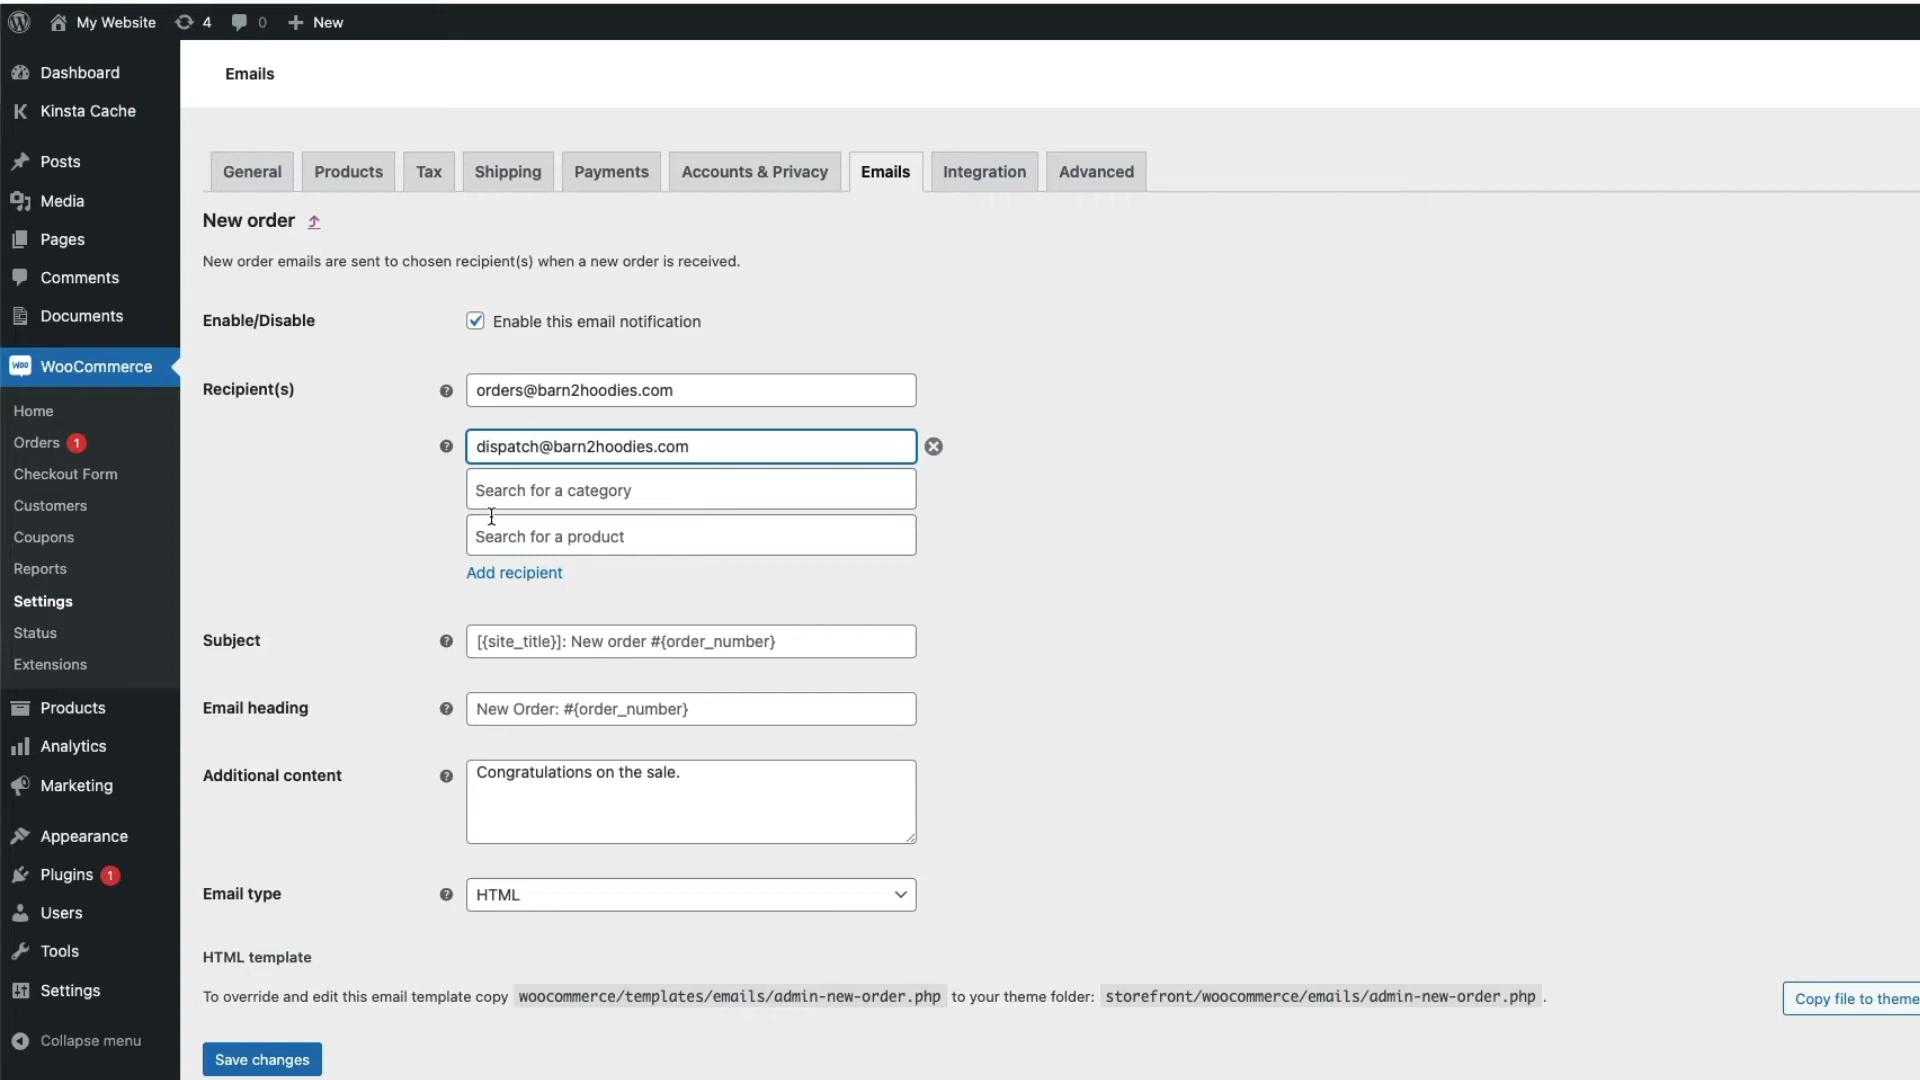 My Website 4 0 New
Dashboard
Kinsta Cache
Posts
Media
Pages
Comments
Documents
WooCommerce
Home
Orders 1
Checkout Form
Customers
Coupons
Reports
Settings
Status
Extensions
Products
Analytics
Marketing
Appearance
Plugins 1
Users
Tools
Settings
Collapse menu
Emails
General Products Tax Shipping Payments Accounts & Privacy Emails Integration Advanced
New order
New order emails are sent to chosen recipient(s) when a new order is received.
Enable/Disable Enable this email notification
Recipient(s) orders@barn2hoodies.com
dispatch@barn2hoodies.com
Search for a category
Search for a product
Add recipient
Subject [{site_title}]: New order #{order_number}
Email heading New Order: #{order_number}
Additional content Congratulations on the sale.
Email type HTML
HTML template
To override and edit this email template copy woocommerce/templates/emails/admin-new-order.php to your theme folder: storefront/woocommerce/emails/admin-new-order.php .
Copy file to theme
Save changes